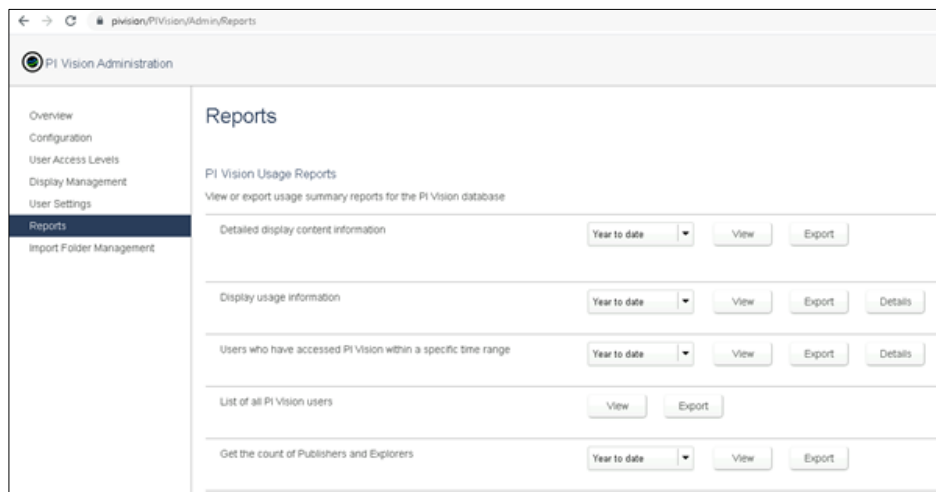 pivision/PIVision/Admin/Reports
PI Vision Administration
Overview
Configuration
User Access Levels
Display Management
User Settings
Reports
Import Folder Management
Reports
PI Vision Usage Reports
View or export usage summary reports for the PI Vision database
Detailed display content information Year to date View Export
Display usage information Year to date View Export Details
Users who have accessed PI Vision within a specific time range Year to date View Export Details
List of all PI Vision users View Export
Get the count of Publishers and Explorers Year to date View Export